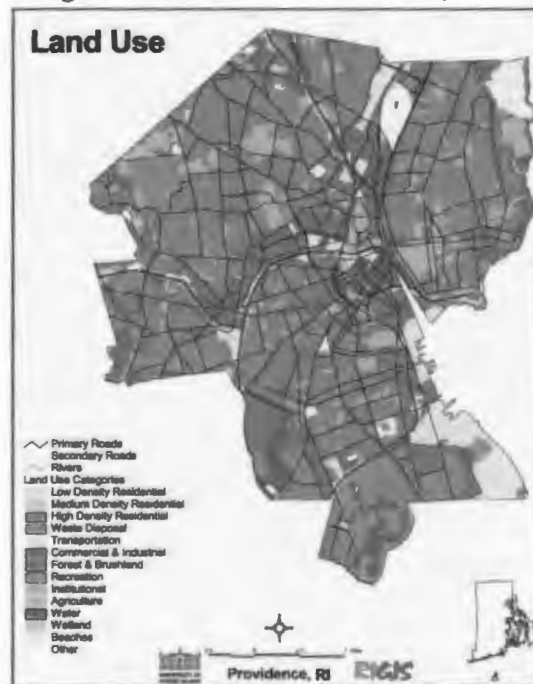 Land Use
Primary Roads
Secondary Roads
Rivers
Land Use Categories
Low Density Residential
Medium Density Residential
High Density Residential
Waste Disposal
Transportation
Commercial & Industrial
Forest & Brushland
Recreation
Institutional
Agriculture
Water
Wetland
Beaches
Other
Providence, RI
RIGIS